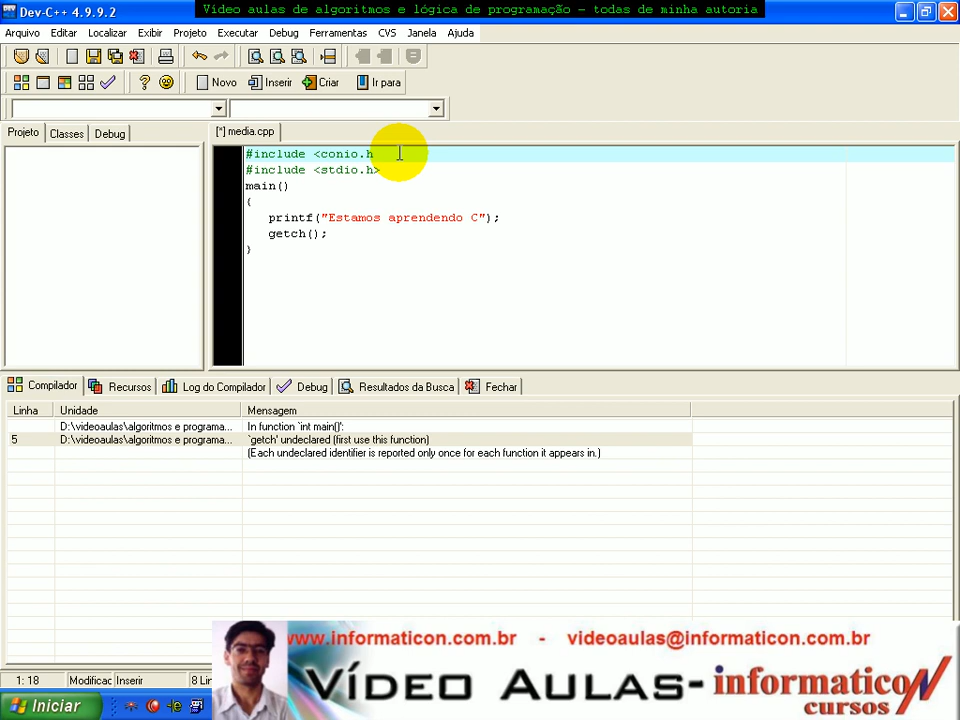 Dev-C++ 4.9.9.2
Vídeo aulas de algoritmos e lógica de programação - todas de minha autoria
Arquivo Editar Localizar Exibir Projeto Executar Debug Ferramentas CVS Janela Ajuda
Novo Inserir Criar Ir para
Projeto Classes Debug
[*] media.cpp
#include <conio.h
#include <stdio.h>
main()
{
printf("Estamos aprendendo C");
getch();
}
Compilador Recursos Log do Compilador Debug Resultados da Busca Fechar
Linha Unidade Mensagem
D:\videoaulas\algoritmos e programa... In function `int main()':
5 D:\videoaulas\algoritmos e programa... `getch' undeclared (first use this function)
(Each undeclared identifier is reported only once for each function it appears in.)
www.informaticon.com.br - videoaulas@informaticon.com.br
Vídeo Aulas-informaticon
cursos
1: 18 Modificac Inserir 8 Lin
Iniciar